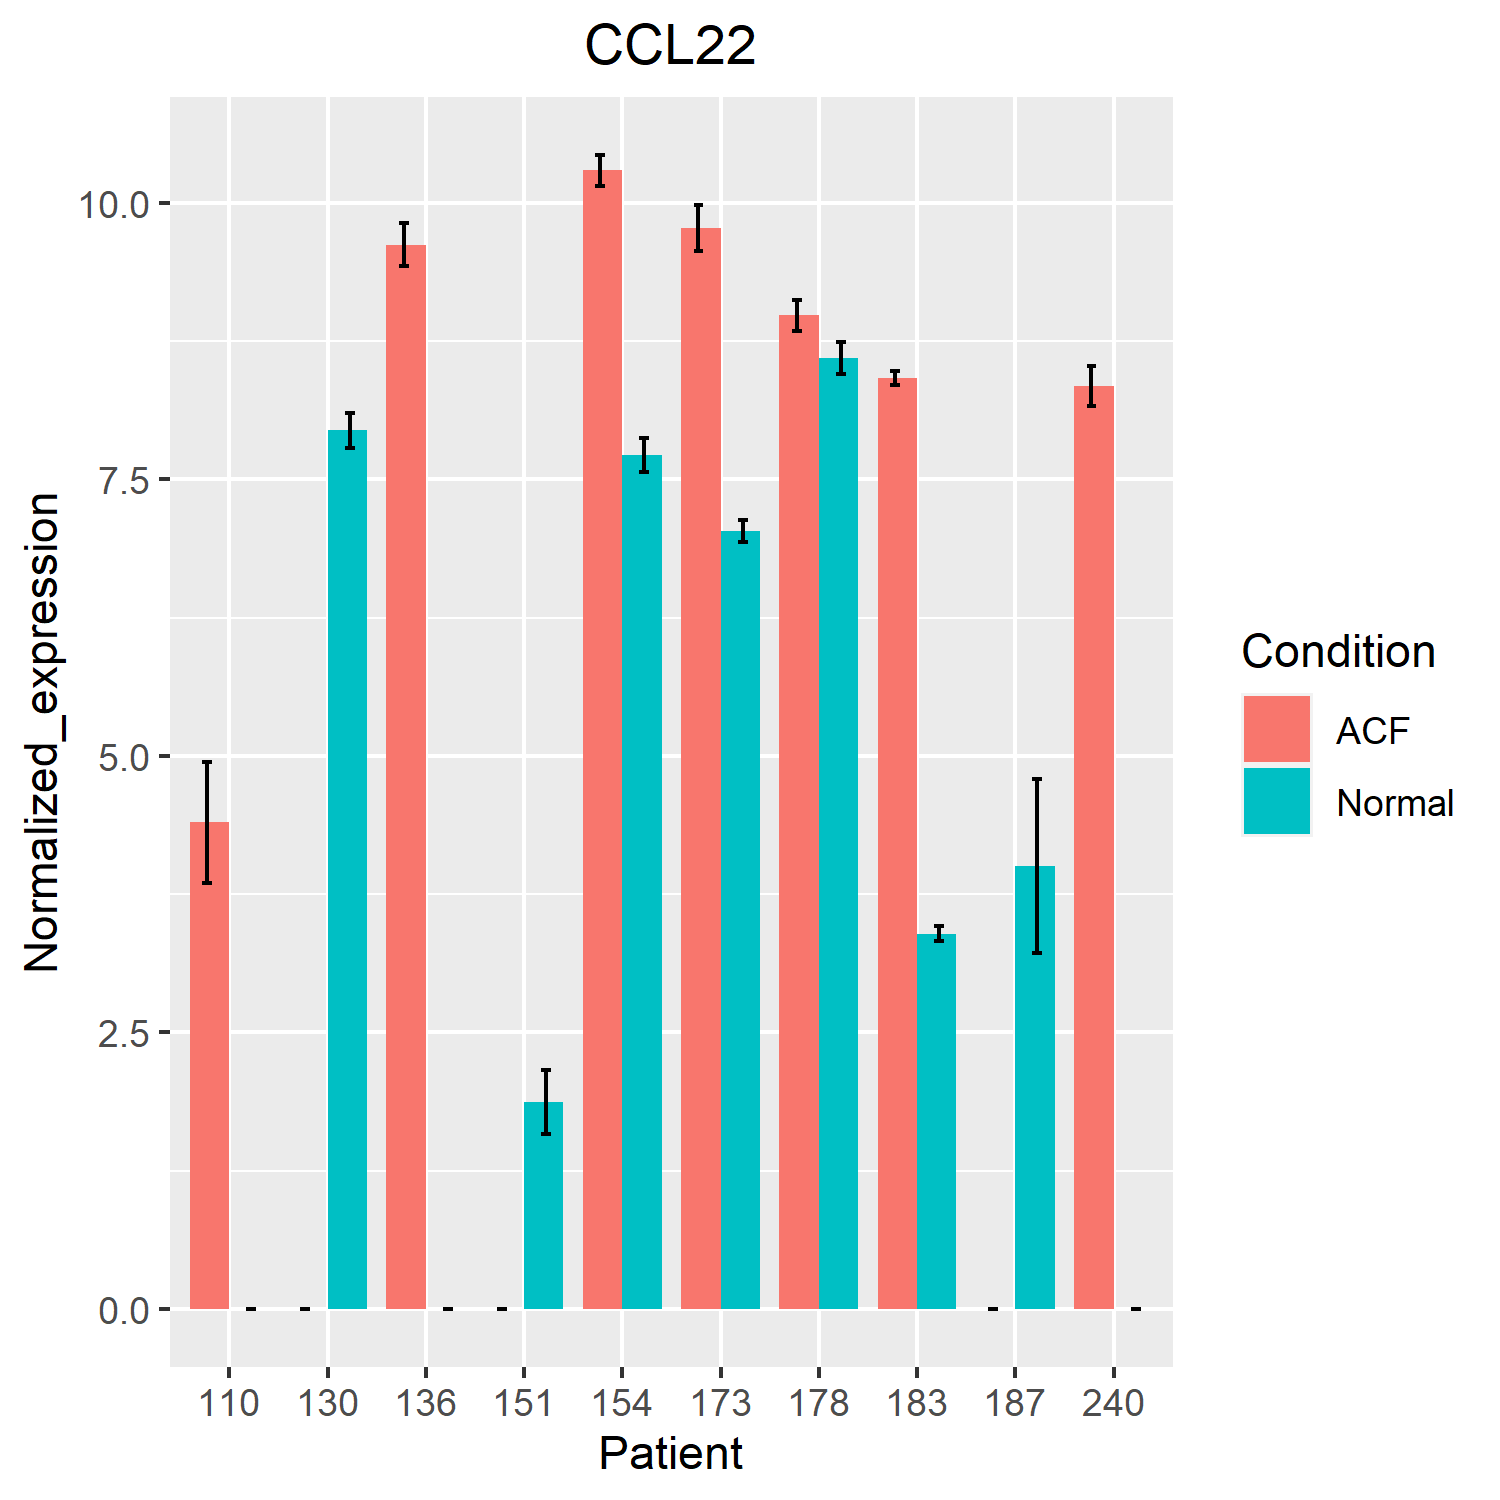 CCL22
10.0
7.5
5.0
2.5
0.0
Normalized_expression
110 130 136 151 154 173 178 183 187 240
Patient
Condition
ACF
Normal